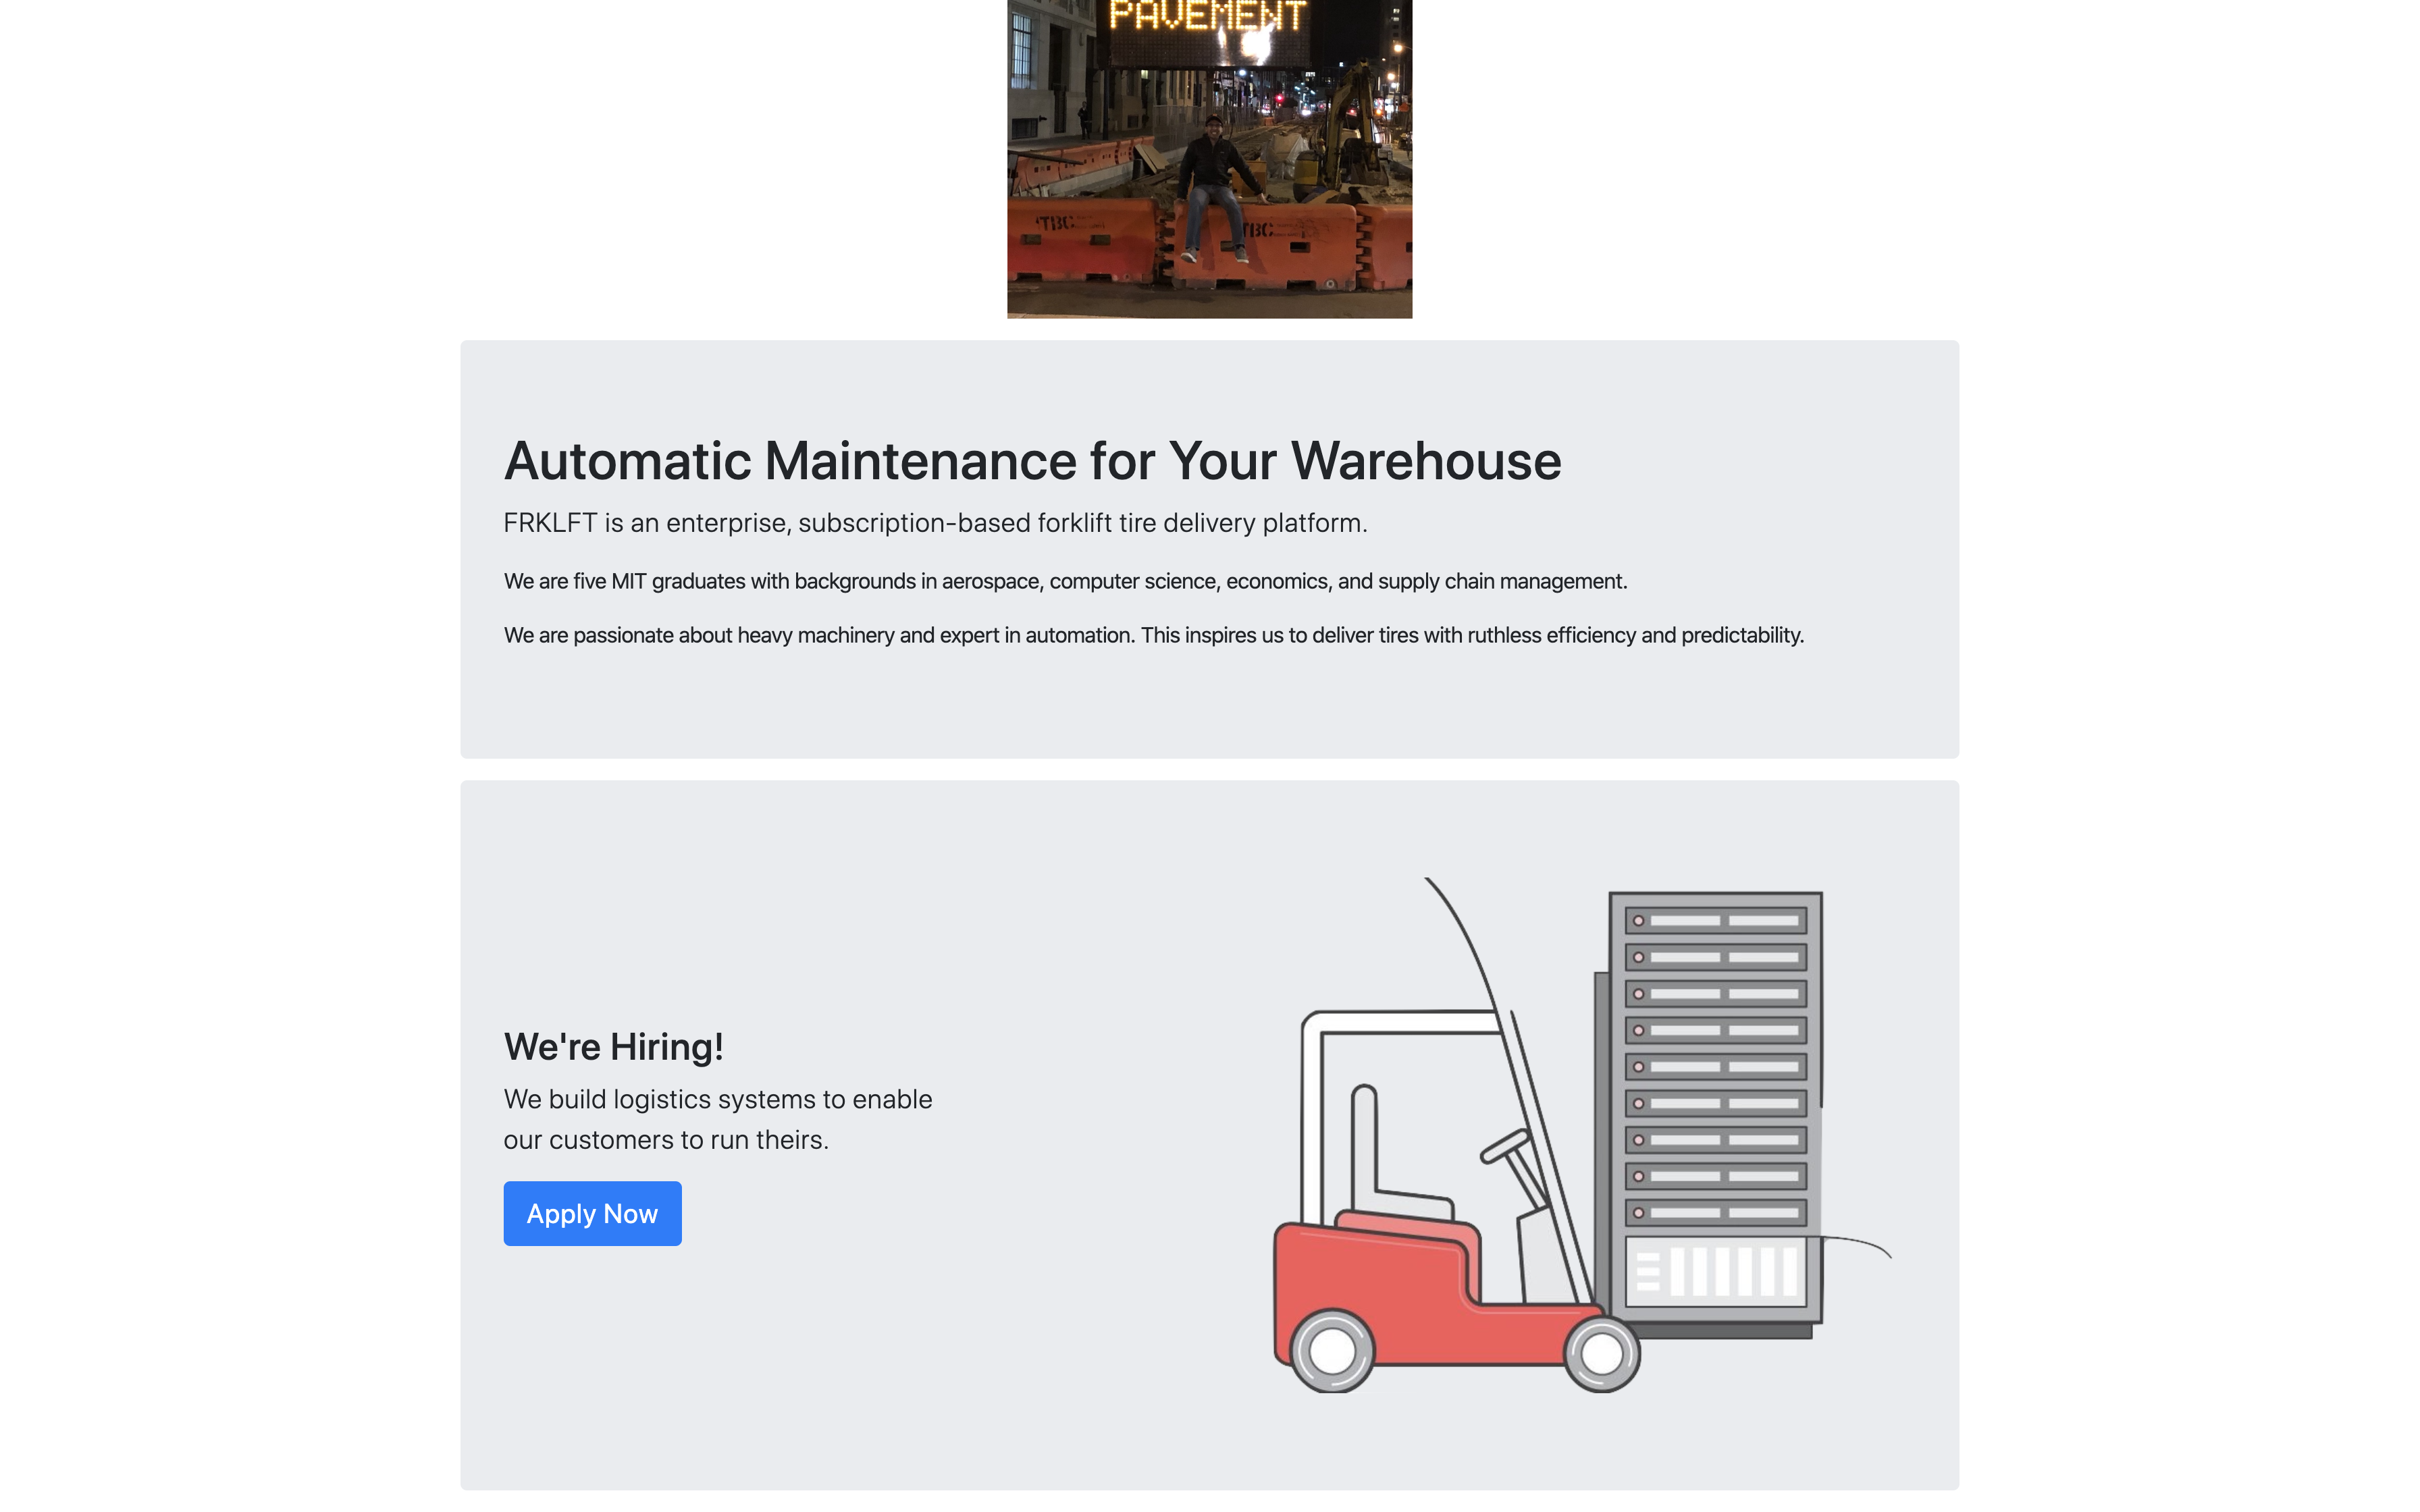 PAVEMENT
TBC
TBC
Automatic Maintenance for Your Warehouse
FRKLFT is an enterprise, subscription-based forklift tire delivery platform.
We are five MIT graduates with backgrounds in aerospace, computer science, economics, and supply chain management.
We are passionate about heavy machinery and expert in automation. This inspires us to deliver tires with ruthless efficiency and predictability.
We're Hiring!
We build logistics systems to enable
our customers to run theirs.
Apply Now